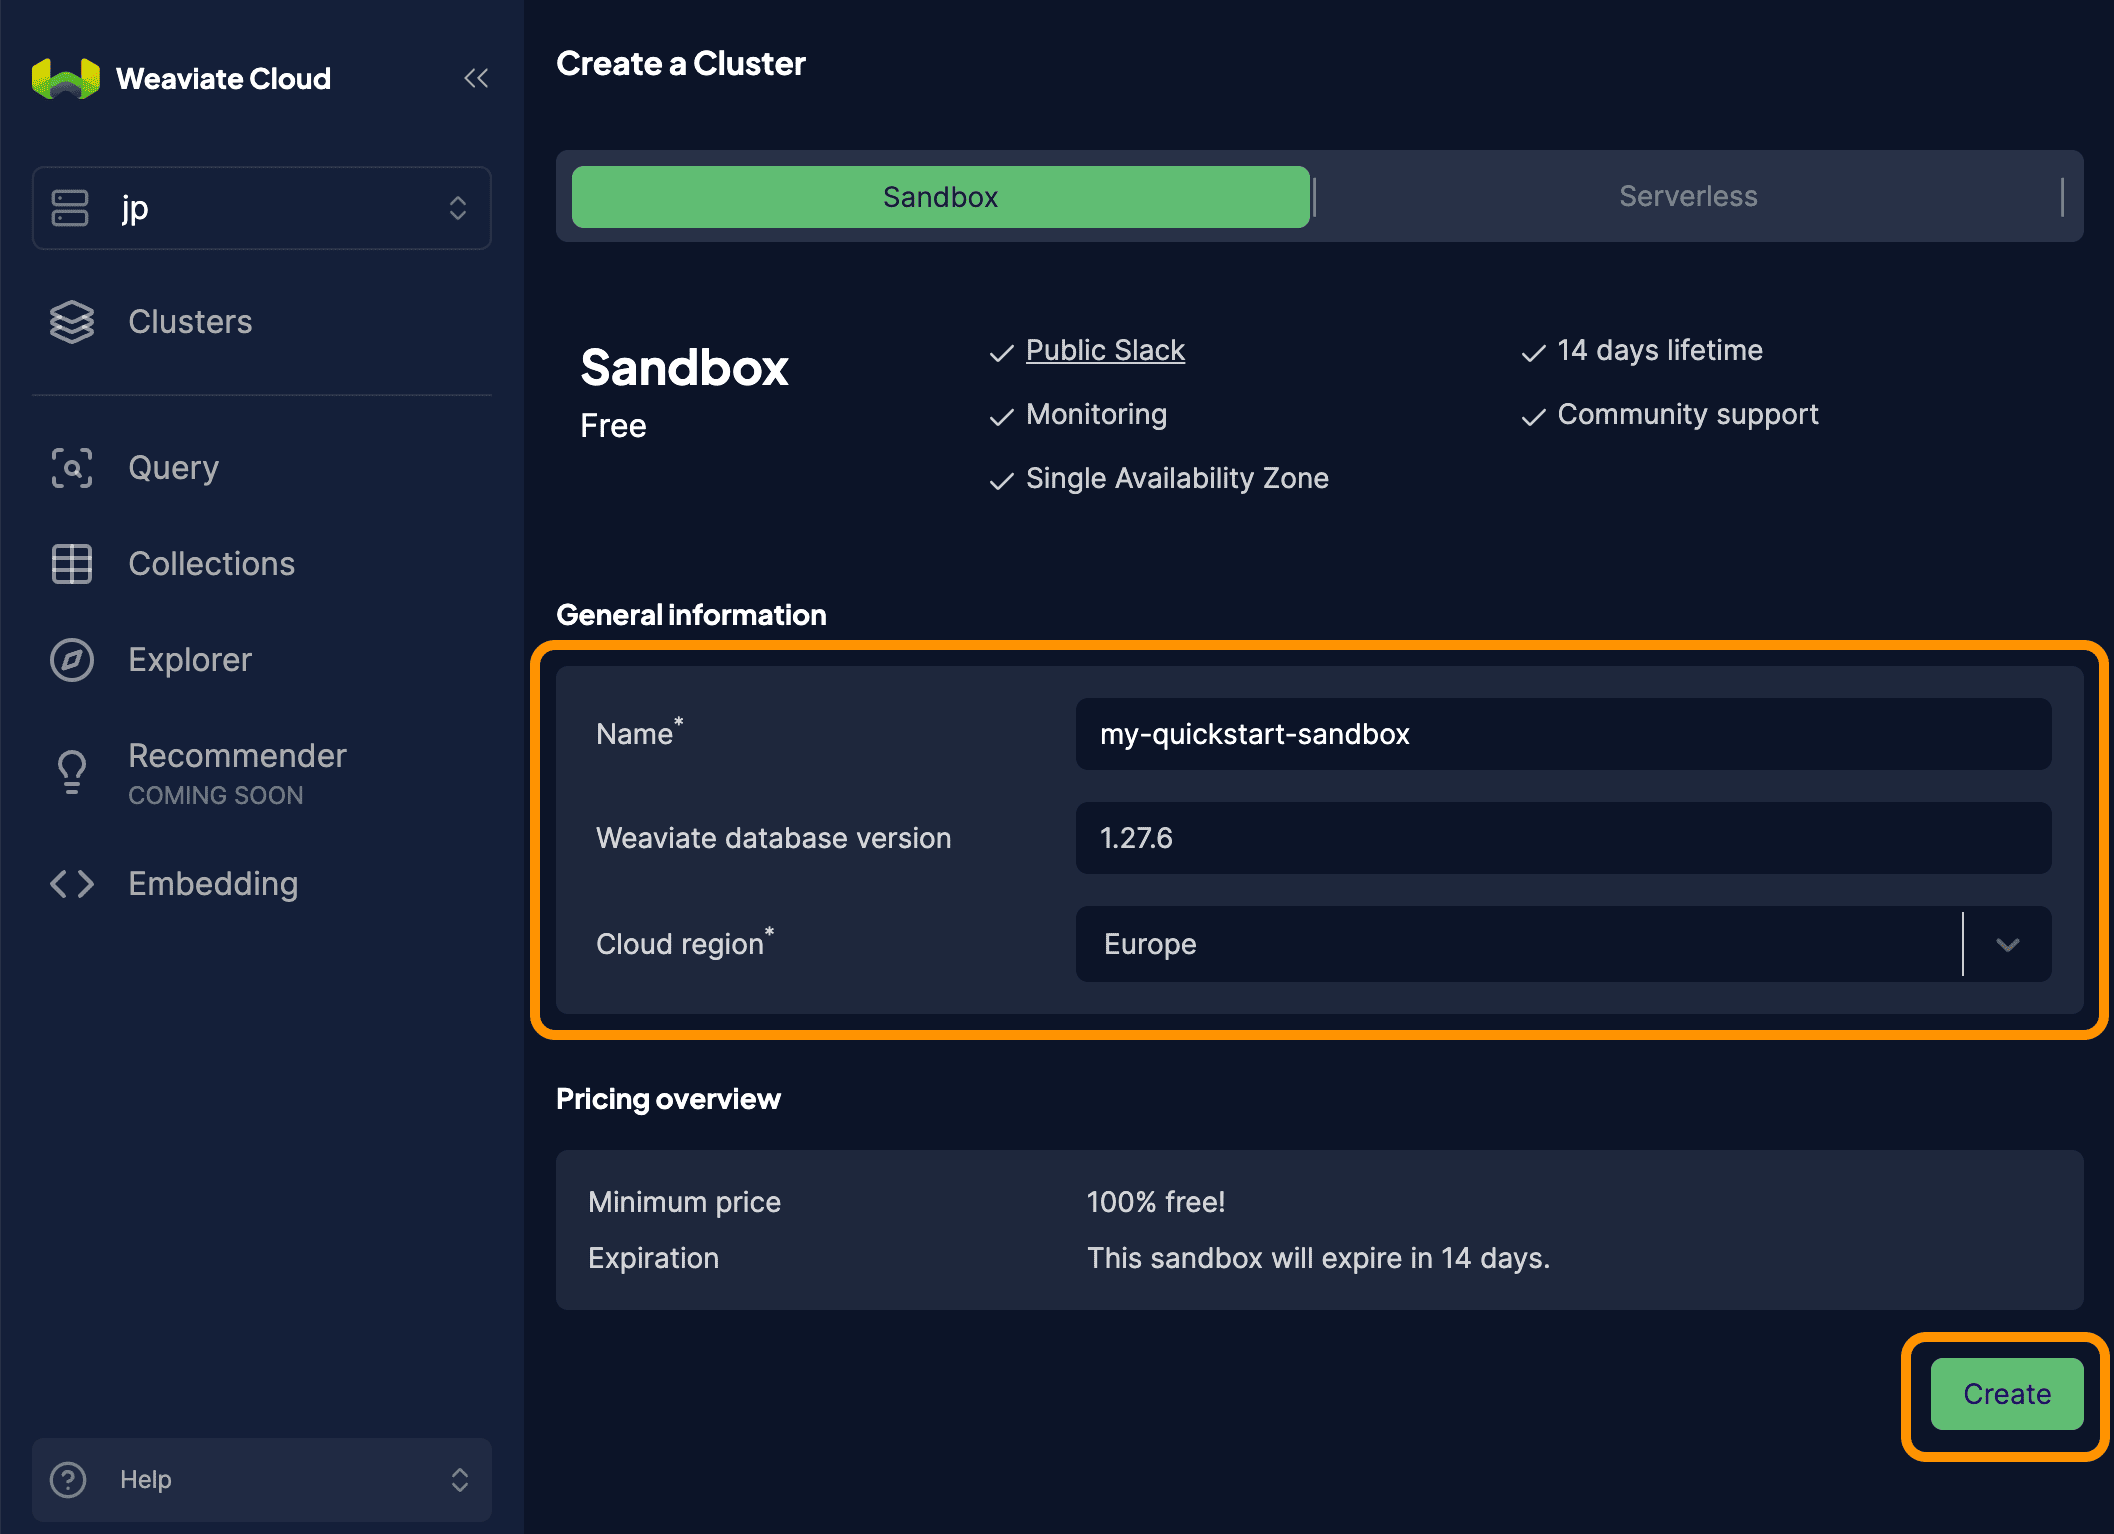 Weaviate Cloud
jp
Clusters
Query
Collections
Explorer
Recommender
COMING SOON
Embedding
Help
Create a Cluster
Sandbox
Serverless
Sandbox
Free
Public Slack
Monitoring
Single Availability Zone
14 days lifetime
Community support
General information
Name*
my-quickstart-sandbox
Weaviate database version
1.27.6
Cloud region*
Europe
Pricing overview
Minimum price
100% free!
Expiration
This sandbox will expire in 14 days.
Create